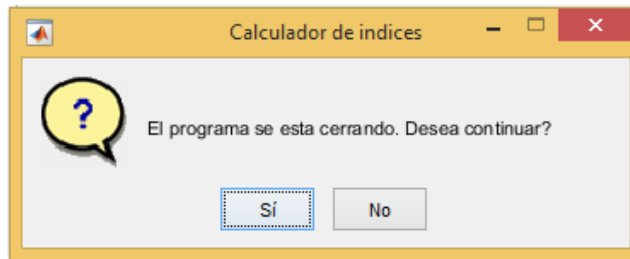 Calculador de indices
?
El programa se esta cerrando. Desea continuar?
Sí
No